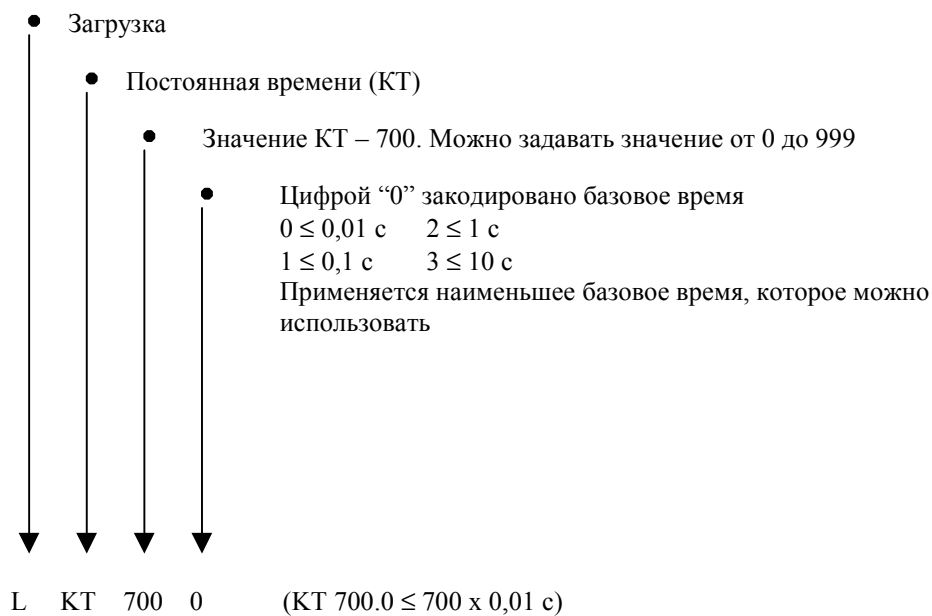 Загрузка
Постоянная времени (КТ)
Значение КТ – 700. Можно задавать значение от 0 до 999
Цифрой “0” закодировано базовое время
0 ≤ 0,01 с 2 ≤ 1 с
1 ≤ 0,1 с 3 ≤ 10 с
Применяется наименьшее базовое время, которое можно
использовать
L KT 700 0 (KT 700.0 ≤ 700 x 0,01 с)